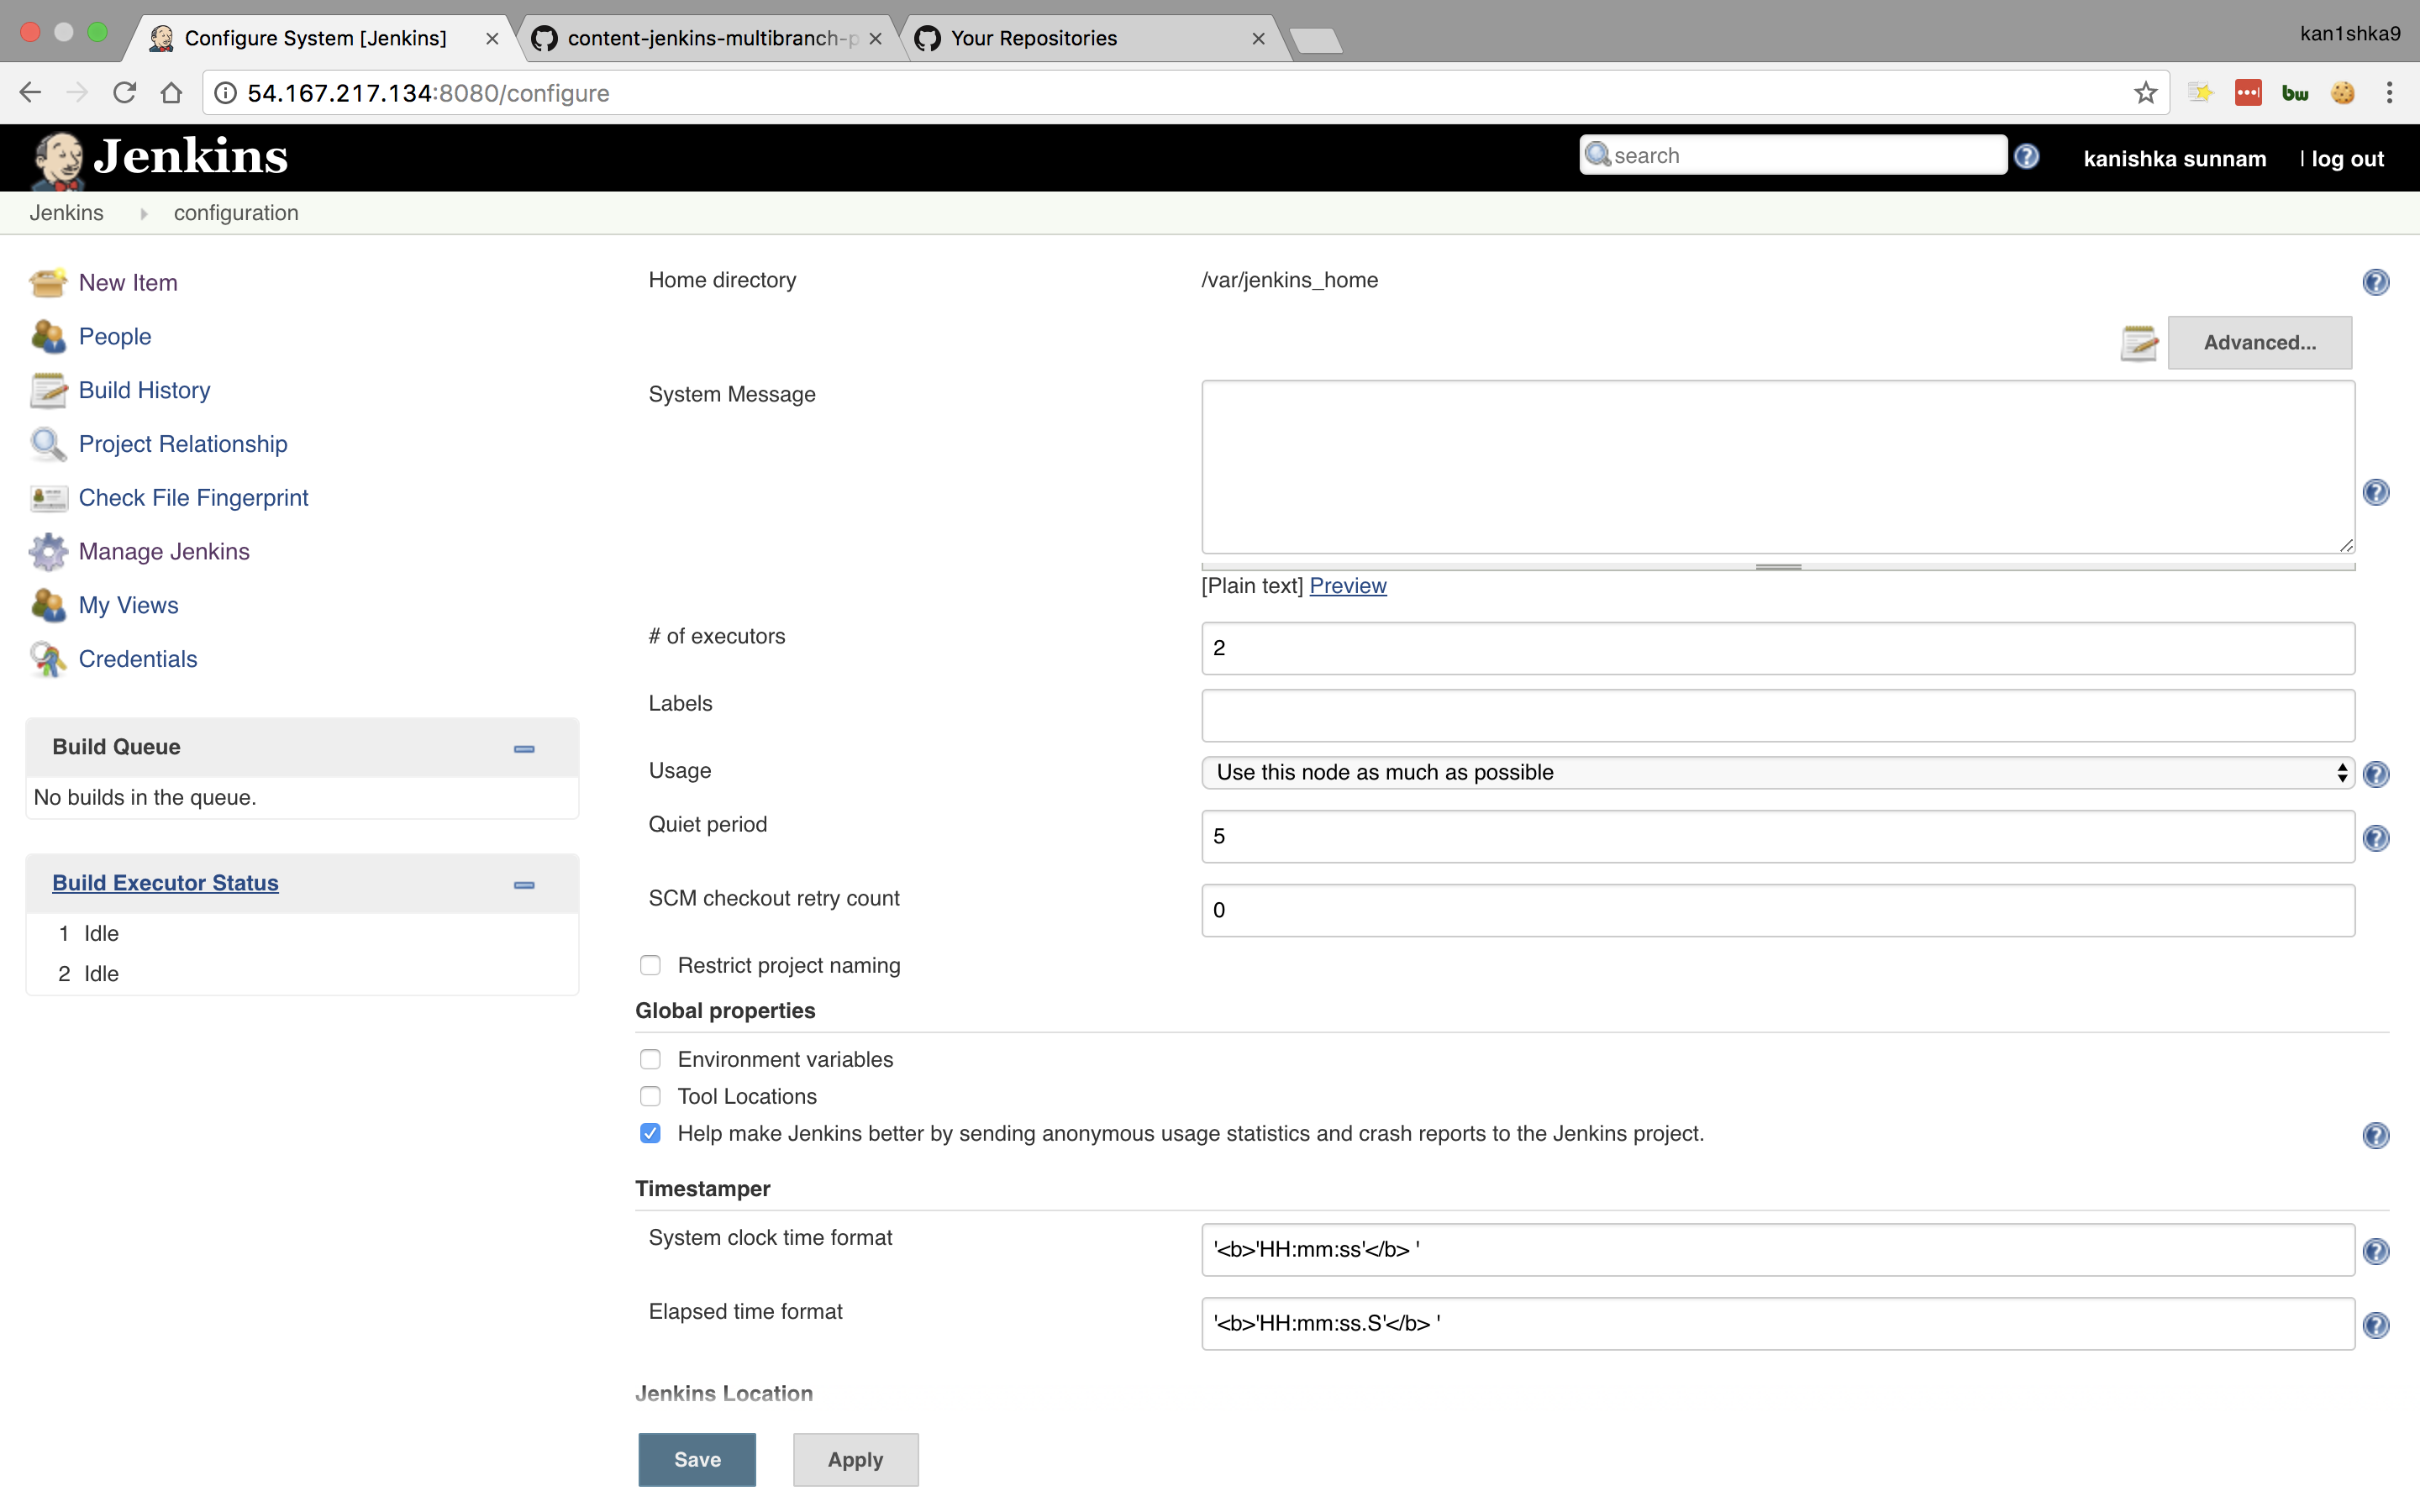 Configure System [Jenkins]
content-jenkins-multibranch-p
Your Repositories
kan1shka9
54.167.217.134:8080/configure
bw
Jenkins
search
kanishka sunnam
| log out
Jenkins
configuration
New Item
People
Build History
Project Relationship
Check File Fingerprint
Manage Jenkins
My Views
Credentials
Build Queue
No builds in the queue.
Build Executor Status
1 Idle
2 Idle
Home directory
/var/jenkins_home
Advanced...
System Message
[Plain text] Preview
# of executors
2
Labels
Usage
Use this node as much as possible
Quiet period
5
SCM checkout retry count
0
Restrict project naming
Global properties
Environment variables
Tool Locations
Help make Jenkins better by sending anonymous usage statistics and crash reports to the Jenkins project.
Timestamper
System clock time format
'<b>'HH:mm:ss'</b> '
Elapsed time format
'<b>'HH:mm:ss.S'</b> '
Jenkins Location
Save
Apply